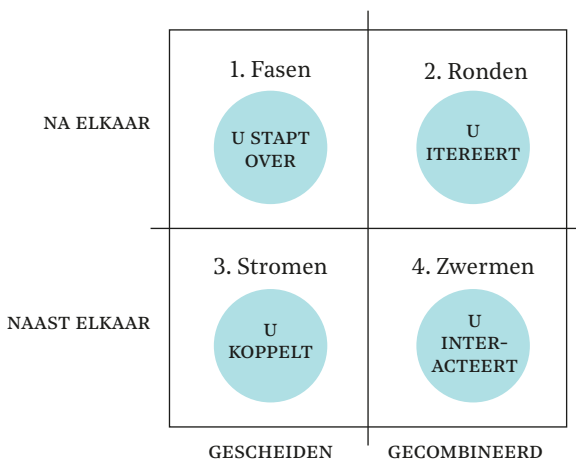 1. Fasen
2. Ronden
NA ELKAAR
U STAPT
OVER
U
ITEREERT
3. Stromen
4. Zwermen
NAAST ELKAAR
U
KOPPELT
U
INTER-
ACTEERT
GESCHEIDEN
GECOMBINEERD